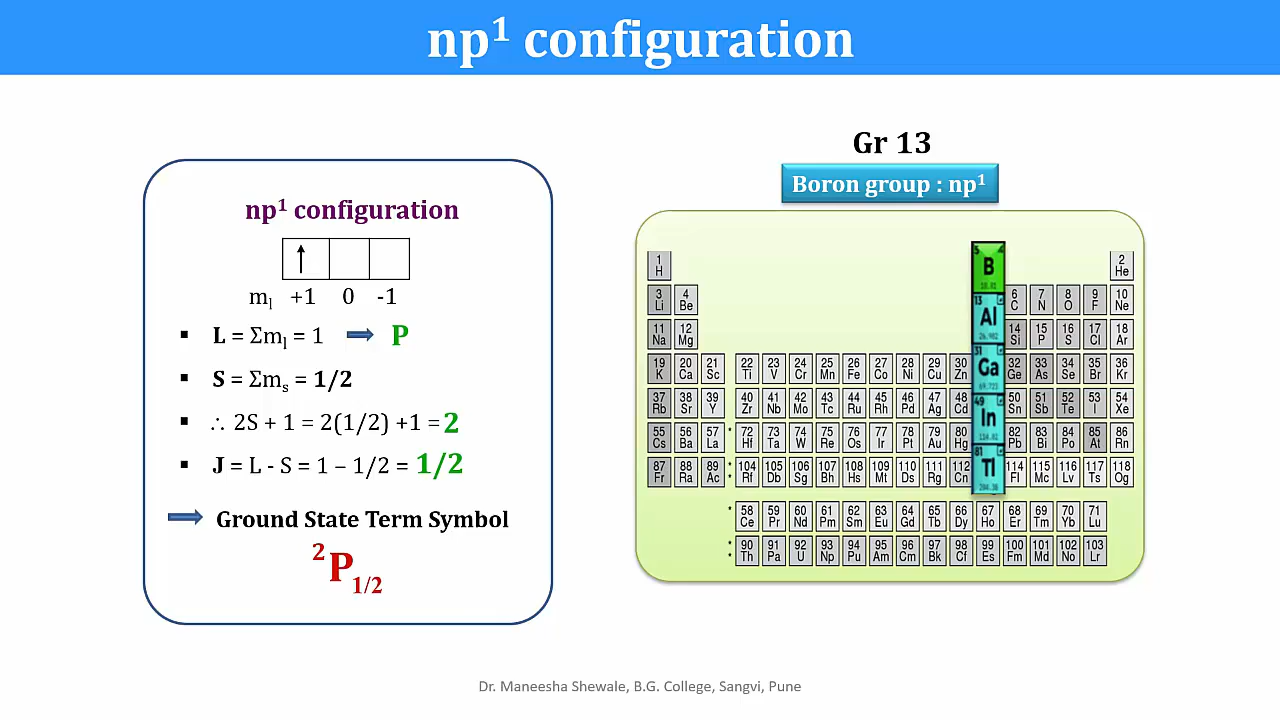 np¹ configuration
np¹ configuration
mₗ +1 0 -1
▪ L = Σmₗ = 1 ⇒ P
▪ S = Σmₛ = 1/2
▪ ∴ 2S + 1 = 2(1/2) +1 = 2
▪ J = L - S = 1 – 1/2 = 1/2
⇒ Ground State Term Symbol
²P₁/₂
Gr 13
Boron group : np¹
1 5 2
H B He
3 4 6 7 8 9 10
Li Be C N O F Ne
11 12 13 14 15 16 17 18
Na Mg Al Si P S Cl Ar
19 20 21 22 23 24 25 26 27 28 29 30 31 32 33 34 35 36
K Ca Sc Ti V Cr Mn Fe Co Ni Cu Zn Ga Ge As Se Br Kr
37 38 39 40 41 42 43 44 45 46 47 48 49 50 51 52 53 54
Rb Sr Y Zr Nb Mo Tc Ru Rh Pd Ag Cd In Sn Sb Te I Xe
55 56 57 * 72 73 74 75 76 77 78 79 80 81 82 83 84 85 86
Cs Ba La Hf Ta W Re Os Ir Pt Au Hg Tl Pb Bi Po At Rn
87 88 89 * * 104 105 106 107 108 109 110 111 112 114 115 116 117 118
Fr Ra Ac Rf Db Sg Bh Hs Mt Ds Rg Cn Fl Mc Lv Ts Og
* 58 59 60 61 62 63 64 65 66 67 68 69 70 71
Ce Pr Nd Pm Sm Eu Gd Tb Dy Ho Er Tm Yb Lu
* * 90 91 92 93 94 95 96 97 98 99 100 101 102 103
Th Pa U Np Pu Am Cm Bk Cf Es Fm Md No Lr
Dr. Maneesha Shewale, B.G. College, Sangvi, Pune